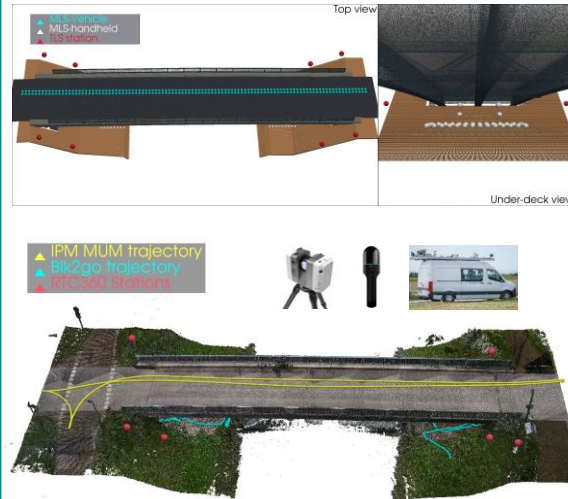 Top view
MLS-Vehicle
MLS-handheld
TLS station
Under-deck view
IPM MUM trajectory
Blk2go trajectory
RTC360 Stations